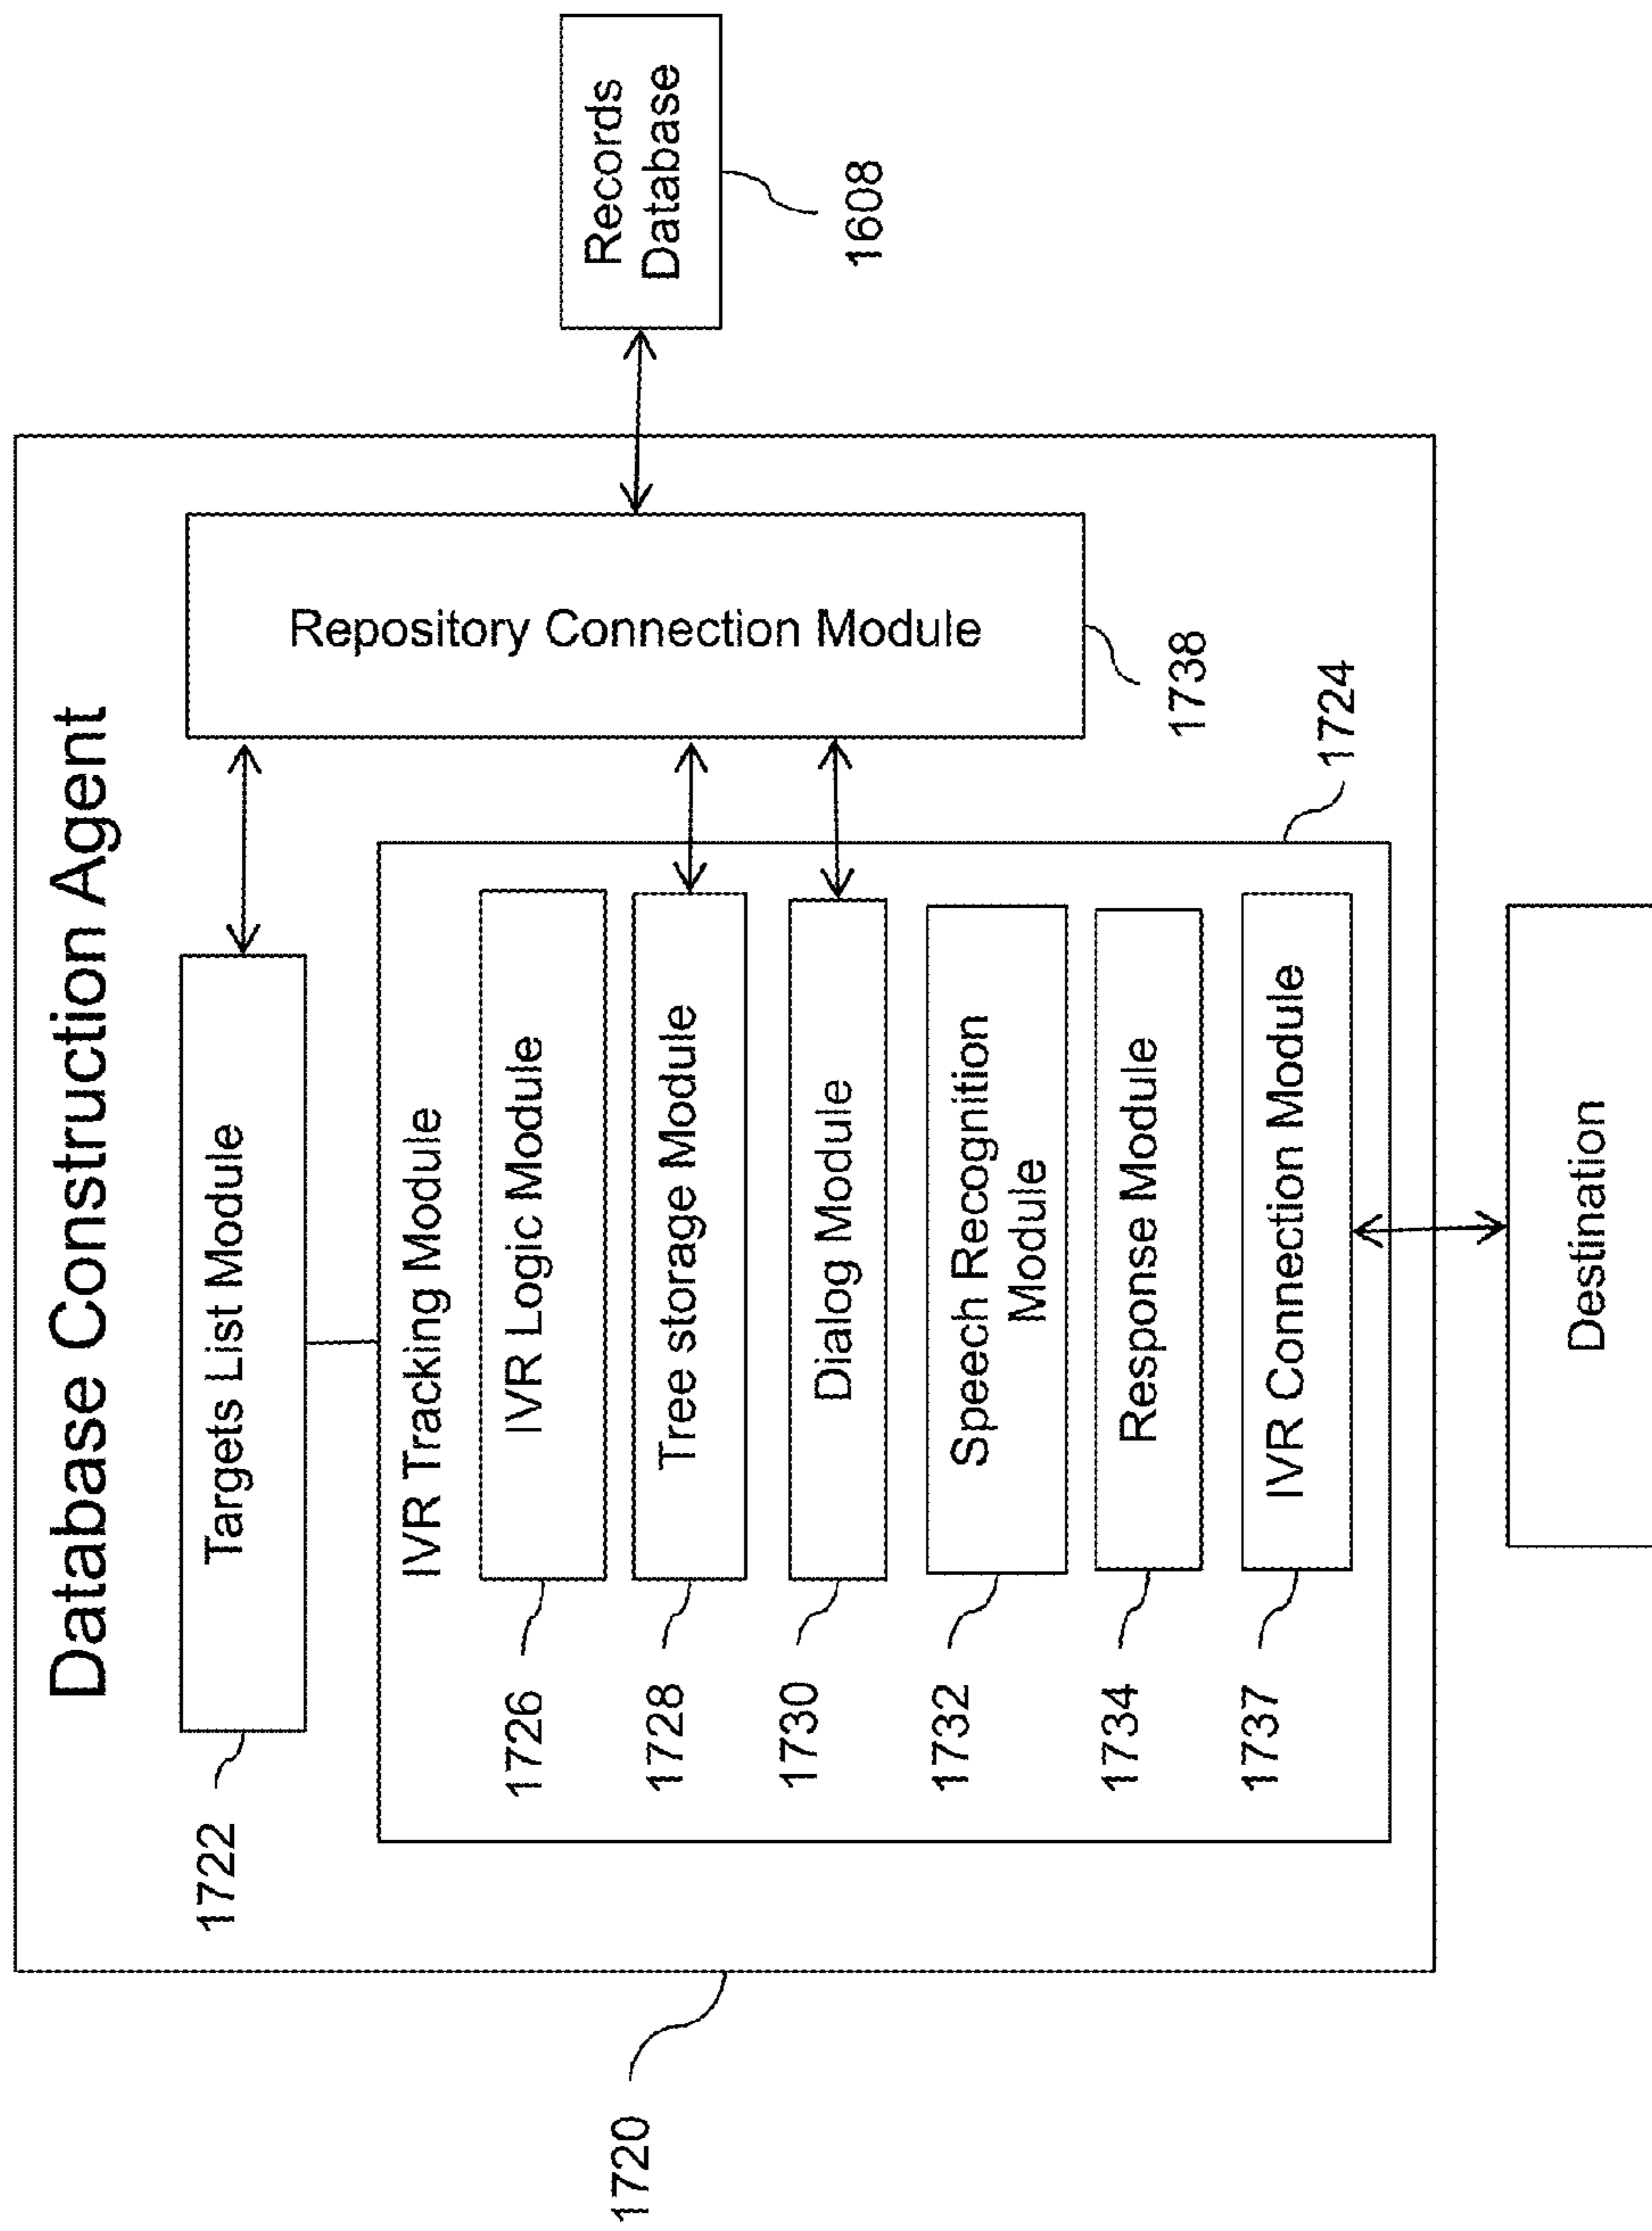 Database Construction Agent
1722
Targets List Module
IVR Tracking Module
1726
IVR Logic Module
1728
Tree storage Module
1730
Dialog Module
1732
Speech Recognition
Module
1734
Response Module
1737
IVR Connection Module
1724
Repository Connection Module
1738
Records
Database
1608
1720
Destination